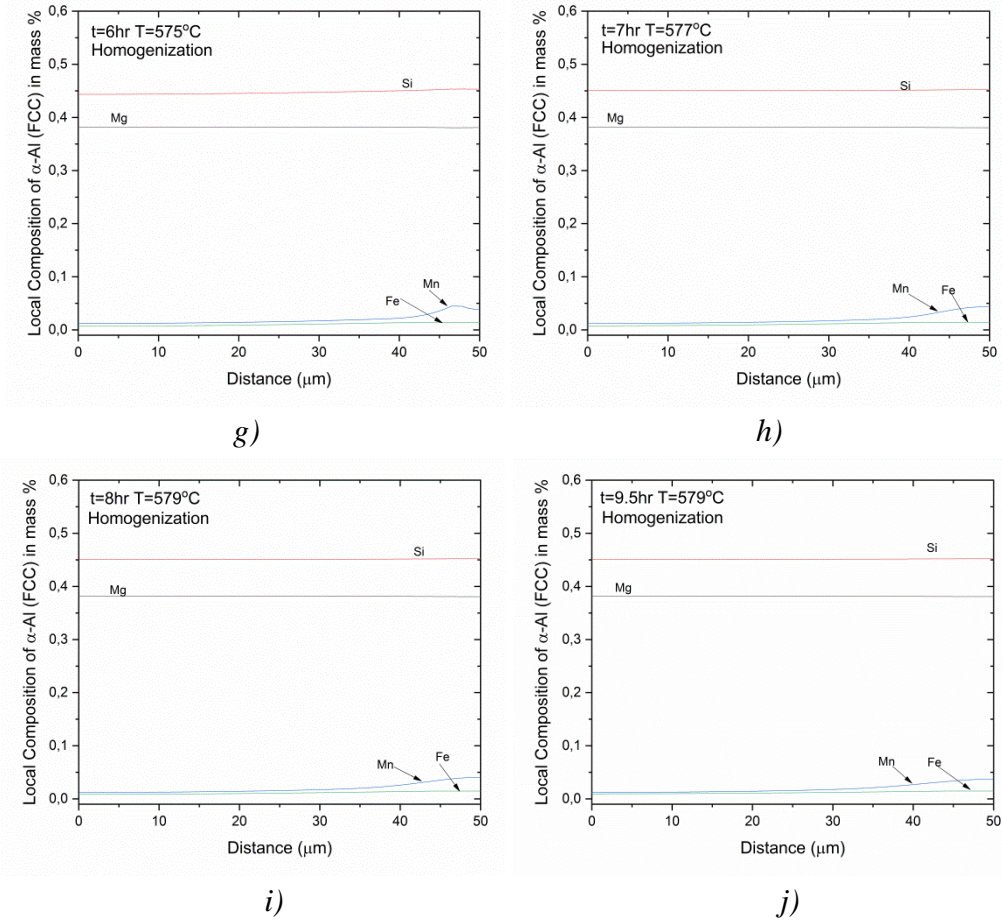 0,6
0,5
0,4
0,3
0,2
0,1
0,0
t=6hr T=575°C
Homogenization
Si
Mg
Mn
Fe
0 10 20 30 40 50
Distance (μm)
Local Composition of α-Al (FCC) in mass %
g)
0,6
0,5
0,4
0,3
0,2
0,1
0,0
t=7hr T=577°C
Homogenization
Si
Mg
Mn
Fe
0 10 20 30 40 50
Distance (μm)
Local Composition of α-Al (FCC) in mass %
h)
0,6
0,5
0,4
0,3
0,2
0,1
0,0
t=8hr T=579°C
Homogenization
Si
Mg
Mn
Fe
0 10 20 30 40 50
Distance (μm)
Local Composition of α-Al (FCC) in mass %
i)
0,6
0,5
0,4
0,3
0,2
0,1
0,0
t=9.5hr T=579°C
Homogenization
Si
Mg
Mn
Fe
0 10 20 30 40 50
Distance (μm)
Local Composition of α-Al (FCC) in mass %
j)